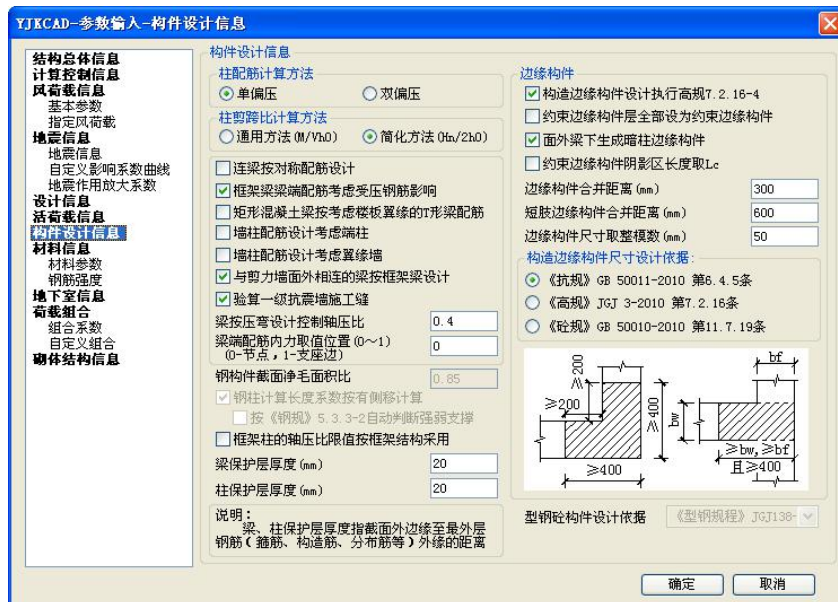 YJKCAD-参数输入-构件设计信息
结构总体信息
计算控制信息
风荷载信息
基本参数
指定风荷载
地震信息
地震信息
自定义影响系数曲线
地震作用放大系数
设计信息
活荷载信息
构件设计信息
材料信息
材料参数
钢筋强度
地下室信息
荷载组合
组合系数
自定义组合
砌体结构信息
构件设计信息
柱配筋计算方法
单偏压 双偏压
柱剪跨比计算方法
通用方法(M/Vh0) 简化方法(Hn/2h0)
连梁按对称配筋设计
框架梁梁端配筋考虑受压钢筋影响
矩形混凝土梁按考虑楼板翼缘的T形梁配筋
墙柱配筋设计考虑端柱
墙柱配筋设计考虑翼缘墙
与剪力墙面外相连的梁按框架梁设计
验算一级抗震墙施工缝
梁按压弯设计控制轴压比 0.4
梁端配筋内力取值位置(0~1) 0
(0-节点,1-支座边)
钢构件截面净毛面积比 0.85
钢柱计算长度系数按有侧移计算
按《钢规》5.3.3-2自动判断强弱支撑
框架柱的轴压比限值按框架结构采用
梁保护层厚度(mm) 20
柱保护层厚度(mm) 20
说明:
梁、柱保护层厚度指截面外边缘至最外层
钢筋(箍筋、构造筋、分布筋等)外缘的距离
边缘构件
构造边缘构件设计执行高规7.2.16-4
约束边缘构件层全部设为约束边缘构件
面外梁下生成暗柱边缘构件
约束边缘构件阴影区长度取Lc
边缘构件合并距离(mm) 300
短肢边缘构件合并距离(mm) 600
边缘构件尺寸取整模数(mm) 50
构造边缘构件尺寸设计依据:
《抗规》GB 50011-2010 第6.4.5条
《高规》JGJ 3-2010 第7.2.16条
《砼规》GB 50010-2010 第11.7.19条
≥200
≥200
≥400
≥400
bf
bw
≥bw,≥bf
且≥400
型钢砼构件设计依据 《型钢规程》JGJ138-
确定 取消